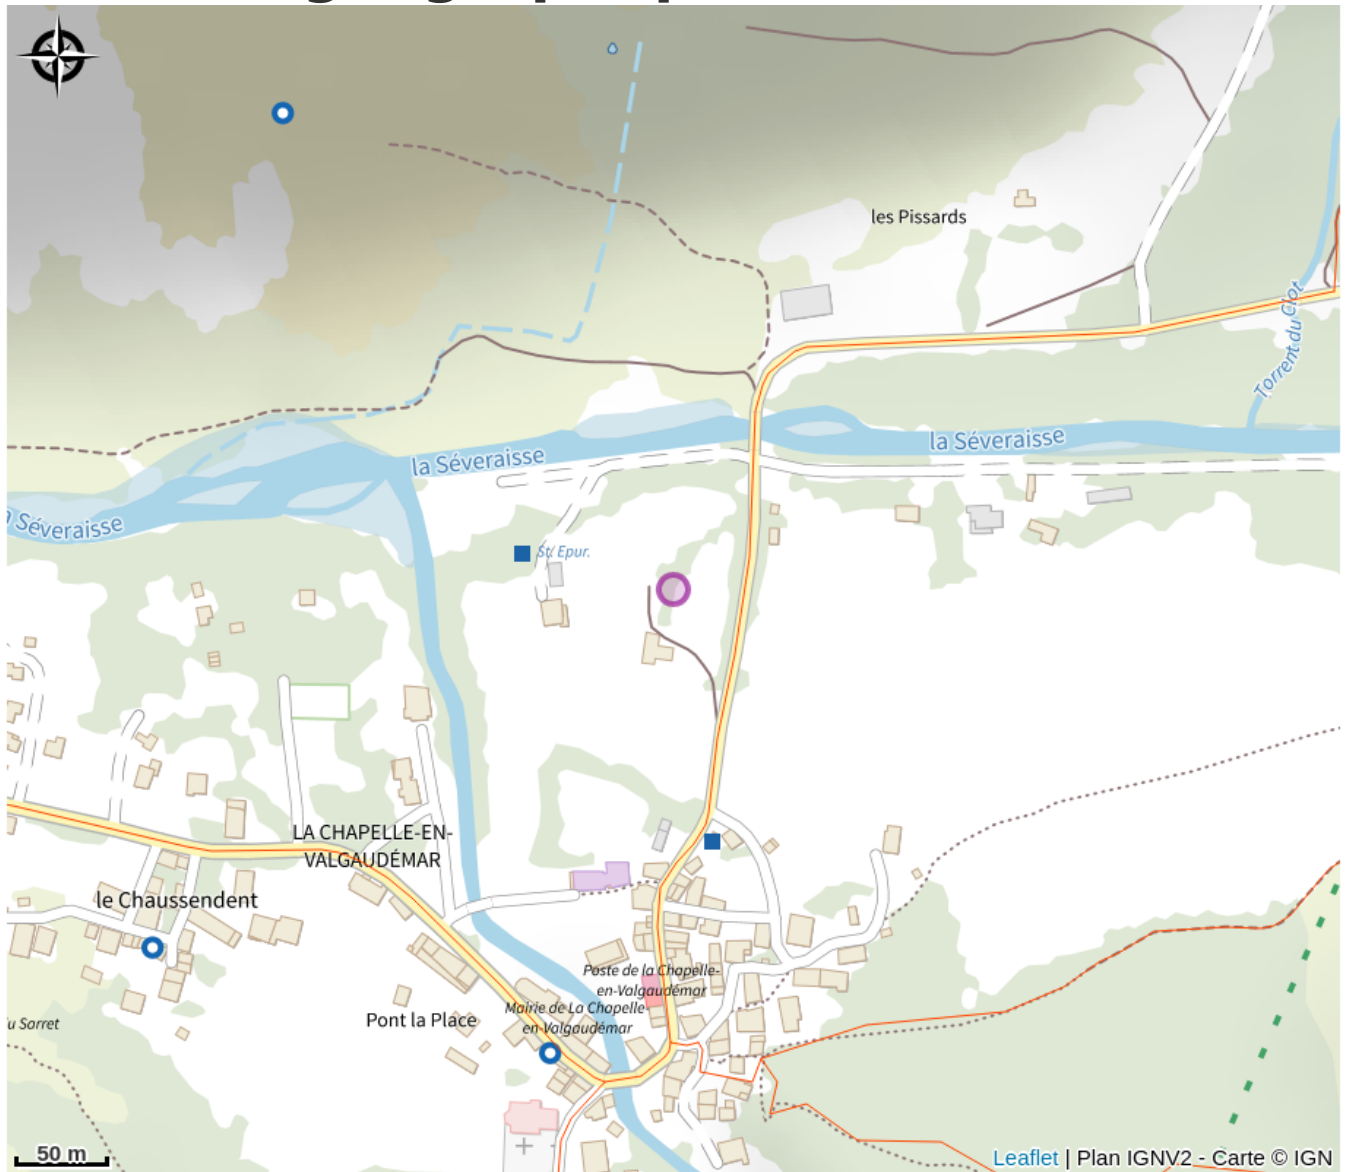 les Pissards
Torrent du Clot
la Séveraisse
la Séveraisse
Séveraisse
St. Epur.
LA CHAPELLE-EN-
VALGAUDÉMAR
le Chaussendent
Poste de la Chapelle-
en-Valgaudémar
Mairie de La Chapelle-
en-Valgaudémar
Pont la Place
Sarret
50 m
Leaflet | Plan IGNV2 - Carte © IGN